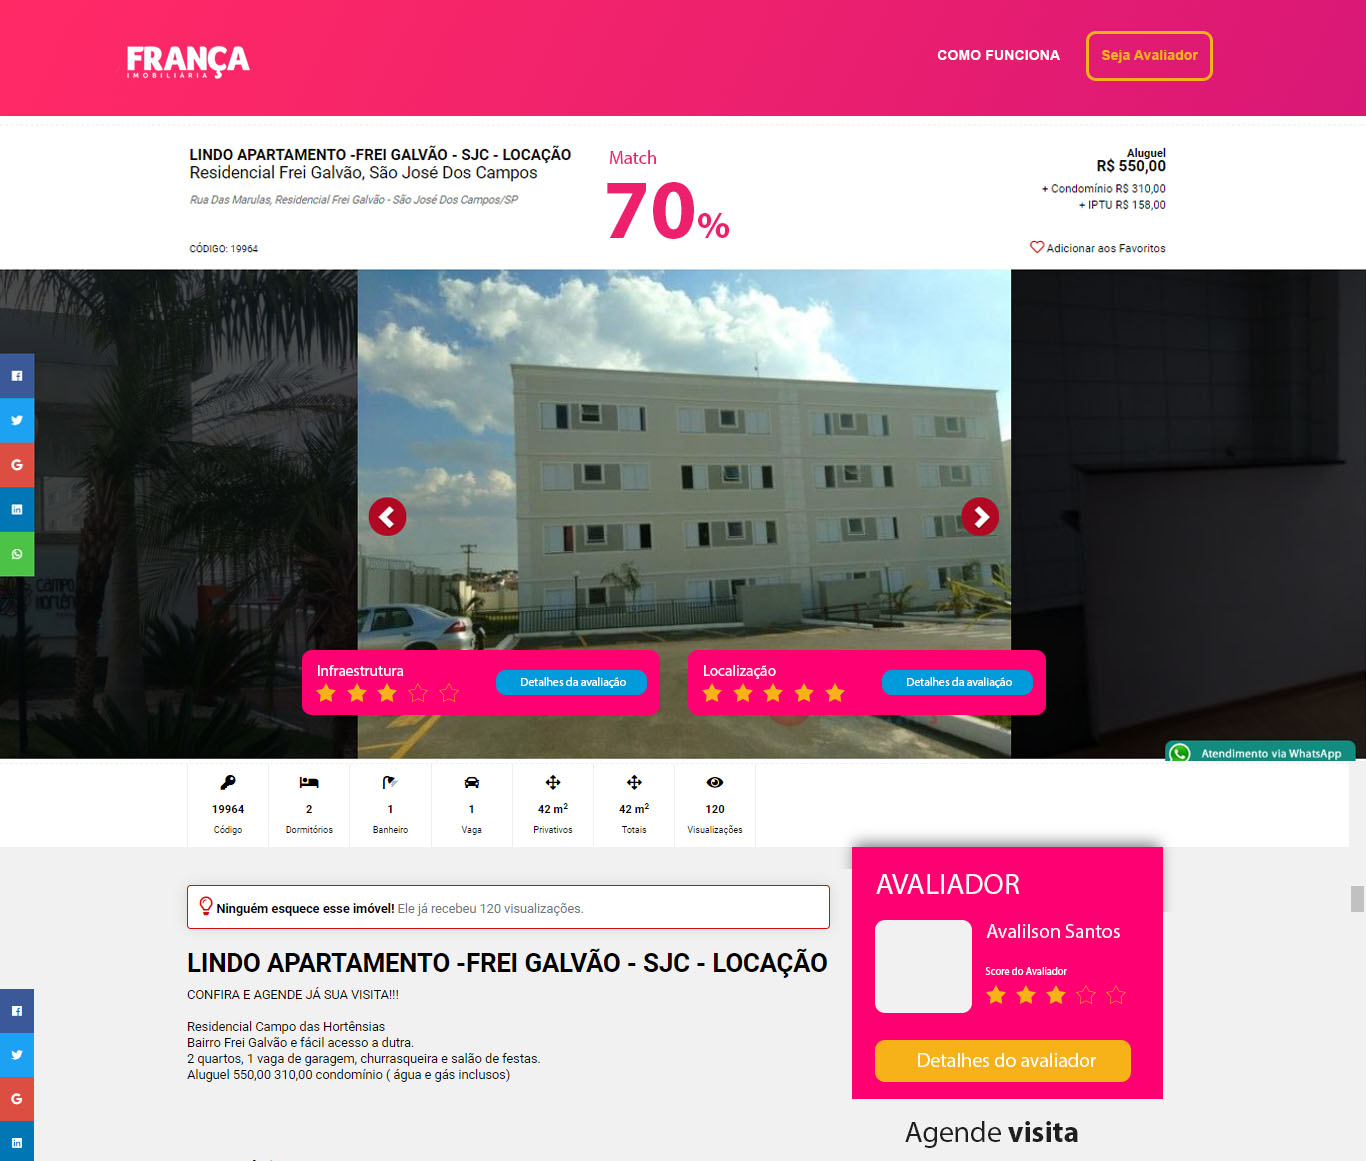 FRANÇA
IMOBILIÁRIA
COMO FUNCIONA
Seja Avaliador
LINDO APARTAMENTO -FREI GALVÃO - SJC - LOCAÇÃO
Residencial Frei Galvão, São José Dos Campos
Rua Das Marulas, Residencial Frei Galvão - São José Dos Campos/SP
CÓDIGO: 19964
Match
70%
Aluguel
R$ 550,00
+ Condomínio R$ 310,00
+ IPTU R$ 158,00
Adicionar aos Favoritos
CAMPO
HORTÊN
Infraestrutura
Detalhes da avaliação
Localização
Detalhes da avaliação
Atendimento via WhatsApp
19964
Código
2
Dormitórios
1
Banheiro
1
Vaga
42 m²
Privativos
42 m²
Totais
120
Visualizações
Ninguém esquece esse imóvel! Ele já recebeu 120 visualizações.
LINDO APARTAMENTO -FREI GALVÃO - SJC - LOCAÇÃO
CONFIRA E AGENDE JÁ SUA VISITA!!!
Residencial Campo das Hortênsias
Bairro Frei Galvão e fácil acesso a dutra.
2 quartos, 1 vaga de garagem, churrasqueira e salão de festas.
Aluguel 550,00 310,00 condomínio ( água e gás inclusos)
AVALIADOR
Avalilson Santos
Score do Avaliador
Detalhes do avaliador
Agende visita